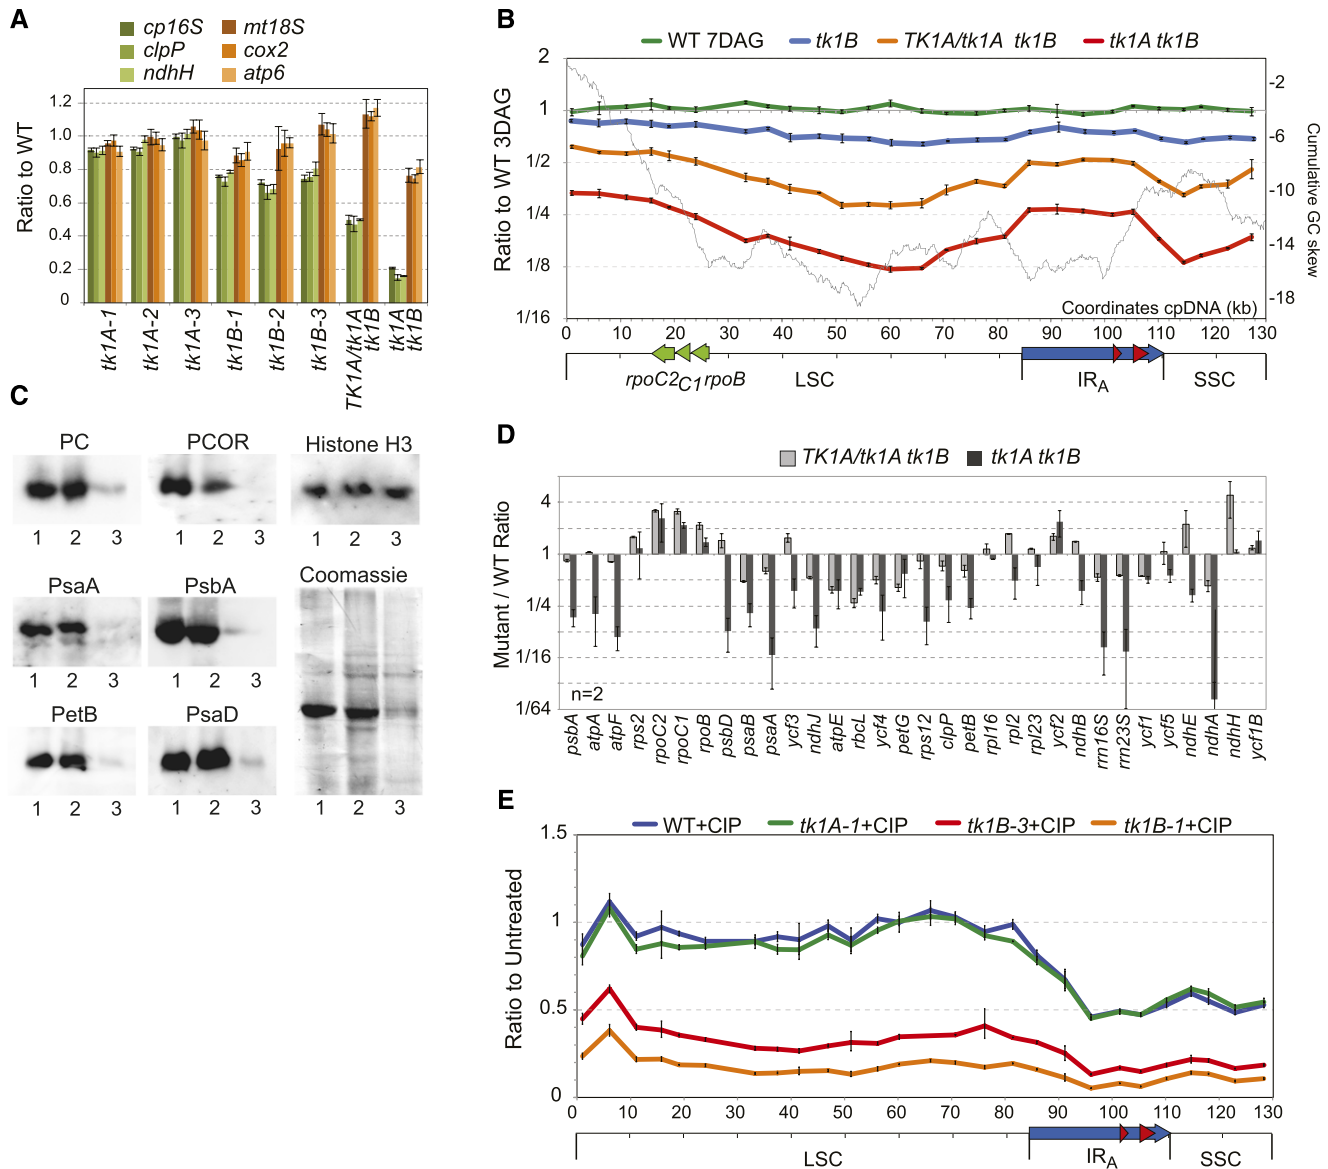 A
cp16S
clpP
ndhH
mt18S
cox2
atp6
Ratio to WT
1.2
1.0
0.8
0.6
0.4
0.2
0
tk1A-1
tk1A-2
tk1A-3
tk1B-1
tk1B-2
tk1B-3
TK1A/tk1A
tk1B
tk1A
tk1B
B
WT 7DAG
tk1B
TK1A/tk1A tk1B
tk1A tk1B
Ratio to WT 3DAG
2
1
1/2
1/4
1/8
1/16
-2
-6
-10
-14
-18
Cumulative GC skew
Coordinates cpDNA (kb)
0 10 20 30 40 50 60 70 80 90 100 110 120 130
rpoC2 C1 rpoB
LSC
IRA
SSC
C
PC
1 2 3
PCOR
1 2 3
Histone H3
1 2 3
PsaA
1 2 3
PsbA
1 2 3
Coomassie
1 2 3
PetB
1 2 3
PsaD
1 2 3
D
TK1A/tk1A tk1B
tk1A tk1B
Mutant / WT Ratio
4
1
1/4
1/16
1/64
n=2
psbA
atpA
atpF
rps2
rpoC2
rpoC1
rpoB
psbD
psaB
psaA
ycf3
ndhJ
atpE
rbcL
ycf4
petG
rps12
clpP
petB
rpl16
rpl2
rpl23
ycf2
ndhB
rrn16S
rrn23S
ycf1
ycf5
ndhE
ndhA
ndhH
ycf1B
E
WT+CIP
tk1A-1+CIP
tk1B-3+CIP
tk1B-1+CIP
Ratio to Untreated
1.5
1
0.5
0
0 10 20 30 40 50 60 70 80 90 100 110 120 130
LSC
IRA
SSC